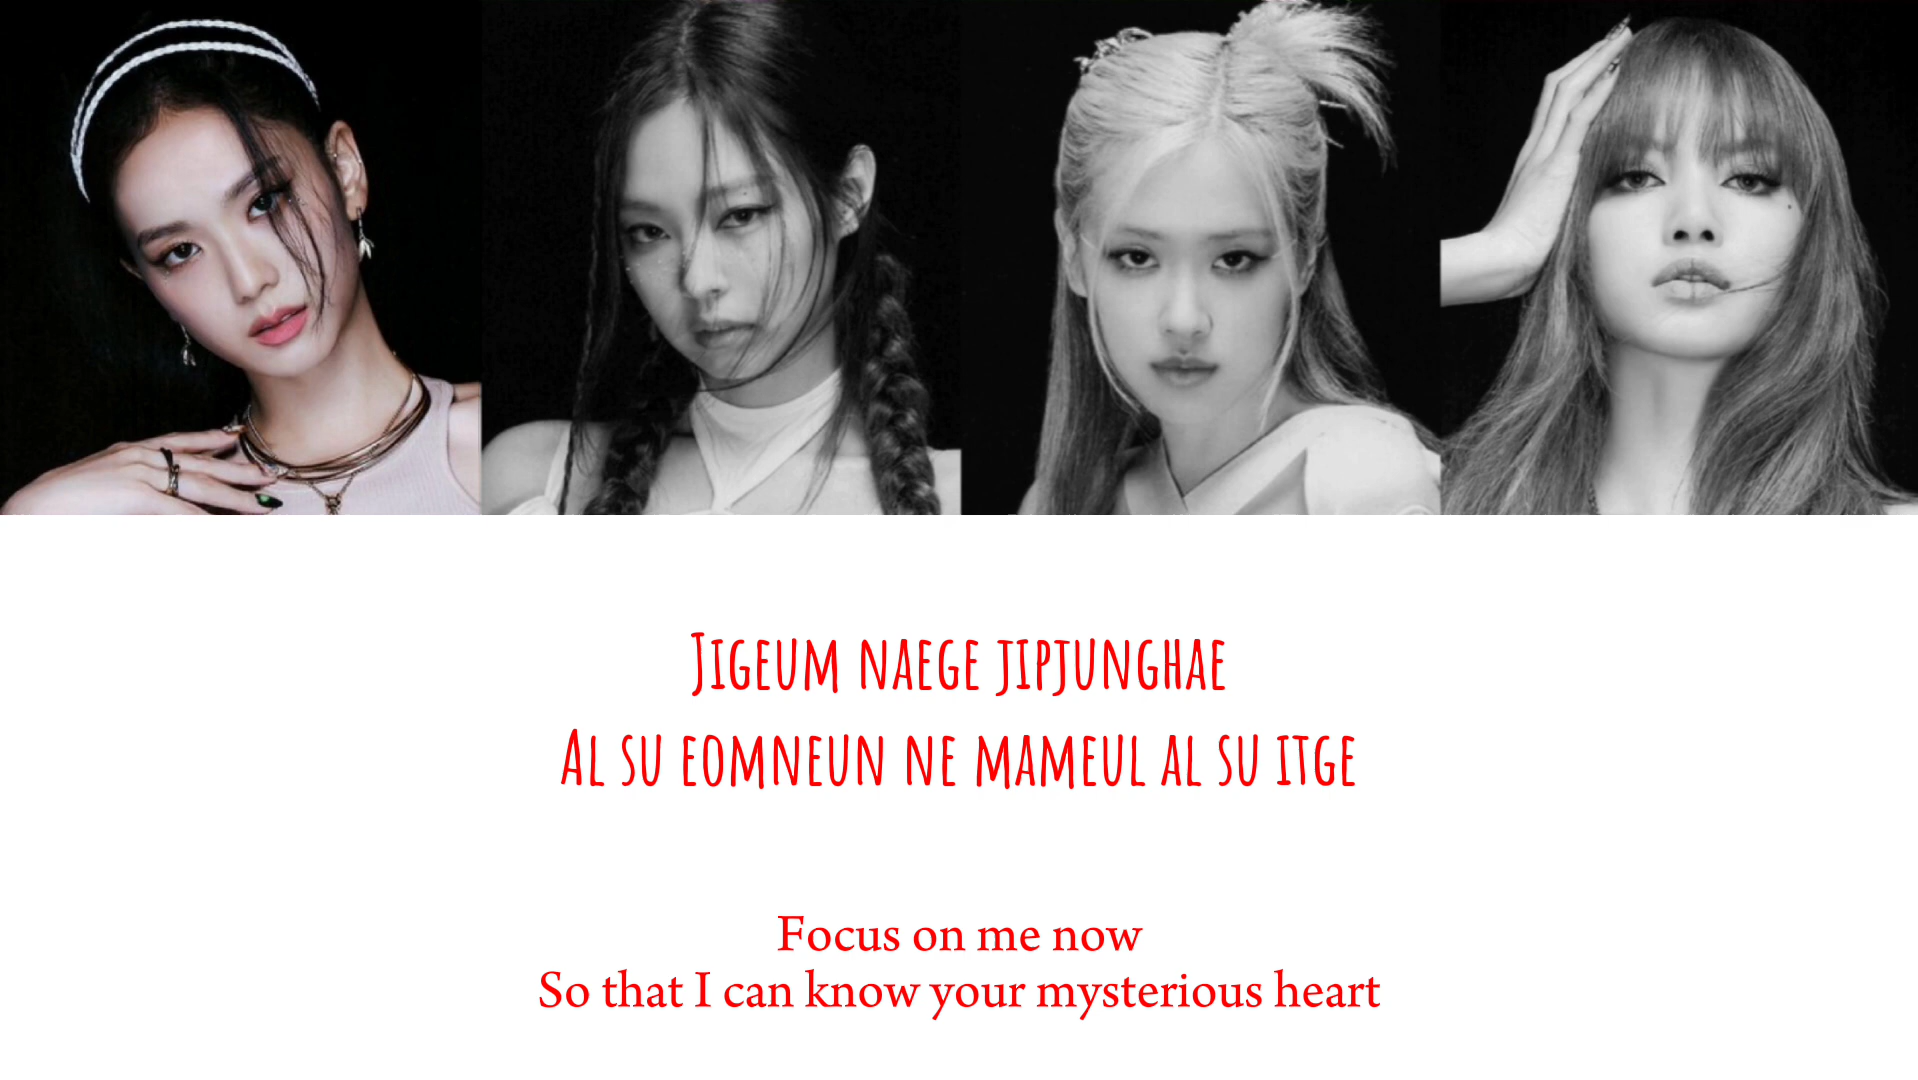 Jigeum naege jipjunghae
Al su eomneun ne mameul al su itge
Focus on me now
So that I can know your mysterious heart